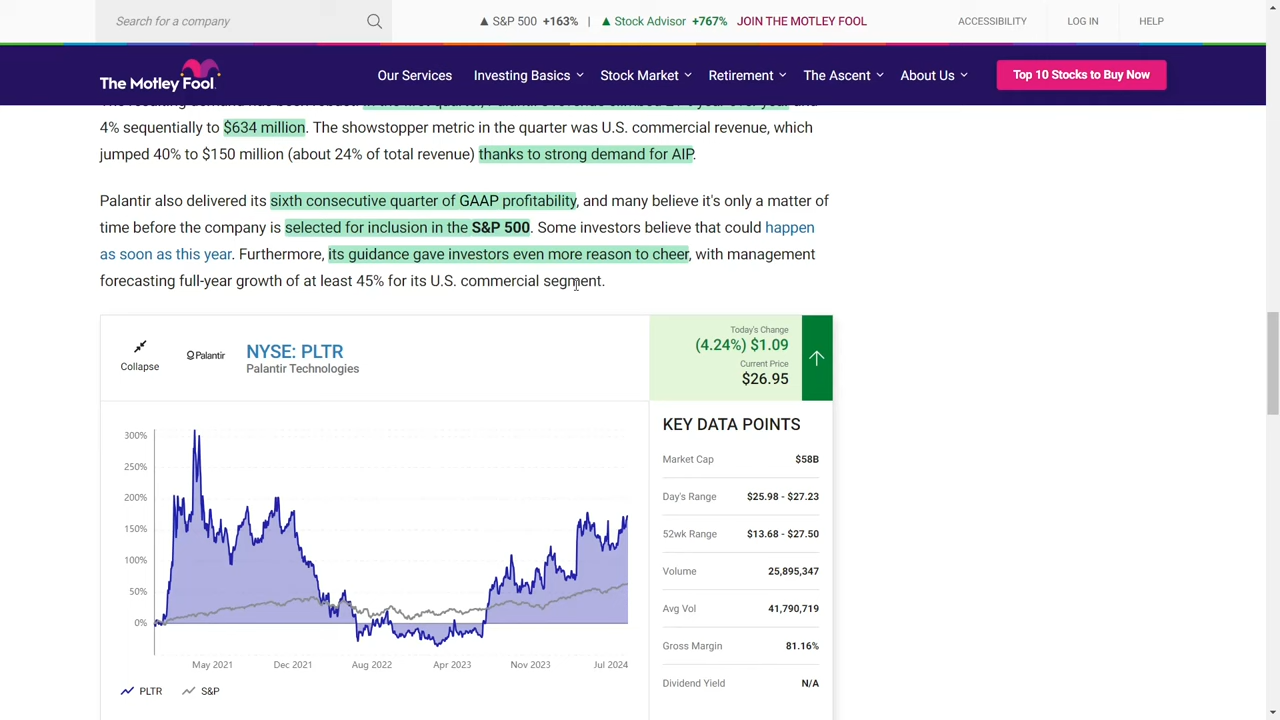 Search for a company
▲ S&P 500 +163% | ▲ Stock Advisor +767% JOIN THE MOTLEY FOOL
ACCESSIBILITY LOG IN HELP
The Motley Fool
Our Services Investing Basics Stock Market Retirement The Ascent About Us Top 10 Stocks to Buy Now
4% sequentially to $634 million. The showstopper metric in the quarter was U.S. commercial revenue, which
jumped 40% to $150 million (about 24% of total revenue) thanks to strong demand for AIP.
Palantir also delivered its sixth consecutive quarter of GAAP profitability, and many believe it's only a matter of
time before the company is selected for inclusion in the S&P 500. Some investors believe that could happen
as soon as this year. Furthermore, its guidance gave investors even more reason to cheer, with management
forecasting full-year growth of at least 45% for its U.S. commercial segment.
Collapse
Palantir
NYSE: PLTR
Palantir Technologies
Today's Change
(4.24%) $1.09
Current Price
$26.95
300%
250%
200%
150%
100%
50%
0%
May 2021 Dec 2021 Aug 2022 Apr 2023 Nov 2023 Jul 2024
PLTR S&P
KEY DATA POINTS
Market Cap $58B
Day's Range $25.98 - $27.23
52wk Range $13.68 - $27.50
Volume 25,895,347
Avg Vol 41,790,719
Gross Margin 81.16%
Dividend Yield N/A